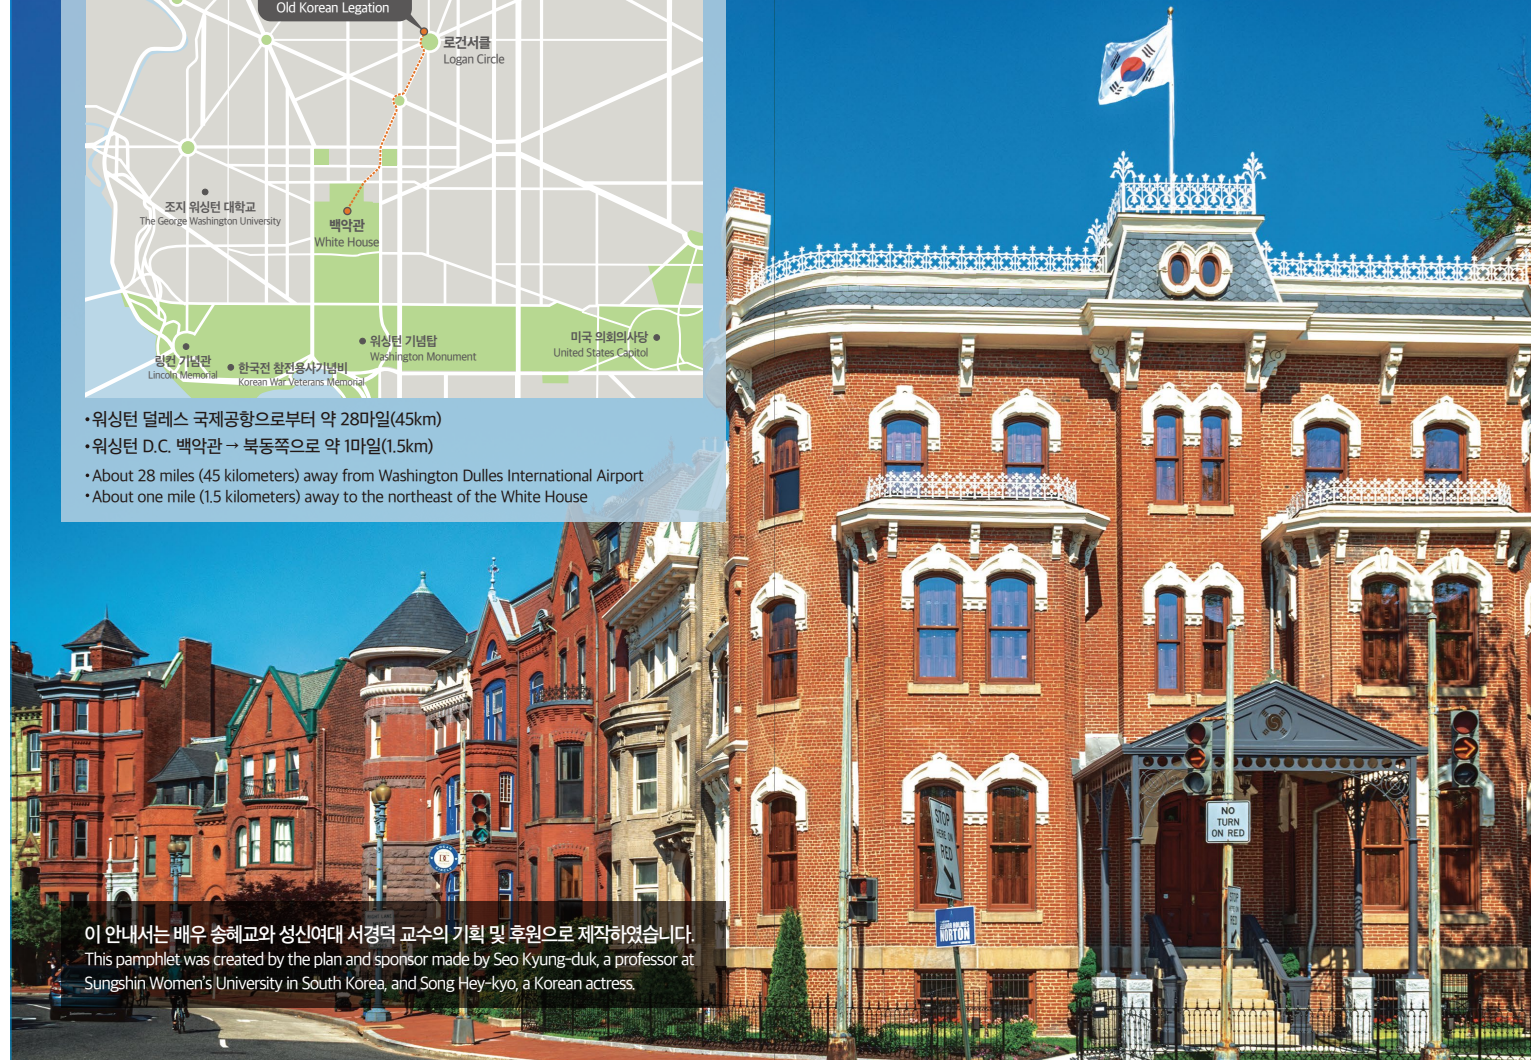 Old Korean Legation
로건서클
Logan Circle
조지 워싱턴 대학교
The George Washington University
백악관
White House
워싱턴 기념탑
Washington Monument
미국 의회의사당
United States Capitol
링컨 기념관
Lincoln Memorial
한국전 참전용사기념비
Korean War Veterans Memorial
•워싱턴 덜레스 국제공항으로부터 약 28마일(45km)
•워싱턴 D.C. 백악관 → 북동쪽으로 약 1마일(1.5km)
•About 28 miles (45 kilometers) away from Washington Dulles International Airport
•About one mile (1.5 kilometers) away to the northeast of the White House
NO
TURN
ON RED
STOP
HERE ON
RED
NORTON
DC
이 안내서는 배우 송혜교와 성신여대 서경덕 교수의 기획 및 후원으로 제작하였습니다.
This pamphlet was created by the plan and sponsor made by Seo Kyung-duk, a professor at
Sungshin Women's University in South Korea, and Song Hey-kyo, a Korean actress.